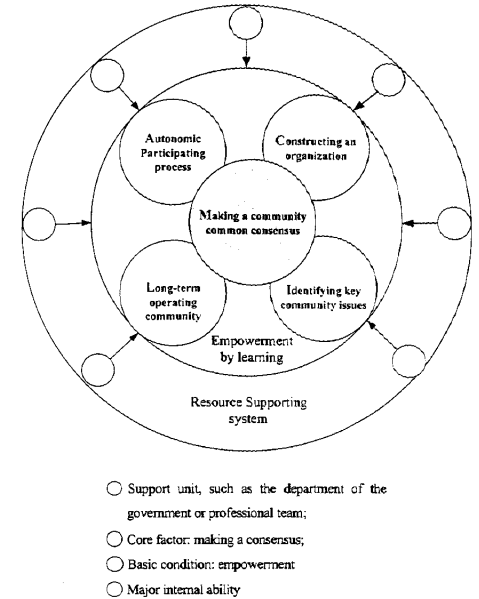 Autonomic
Participating
process
Constructing an
organization
Making a community
common consensus
Long-term
operating
community
Identifying key
community issues
Empowerment
by learning
Resource Supporting
system
Support unit, such as the department of the
government or professional team;
Core factor: making a consensus;
Basic condition: empowerment
Major internal ability